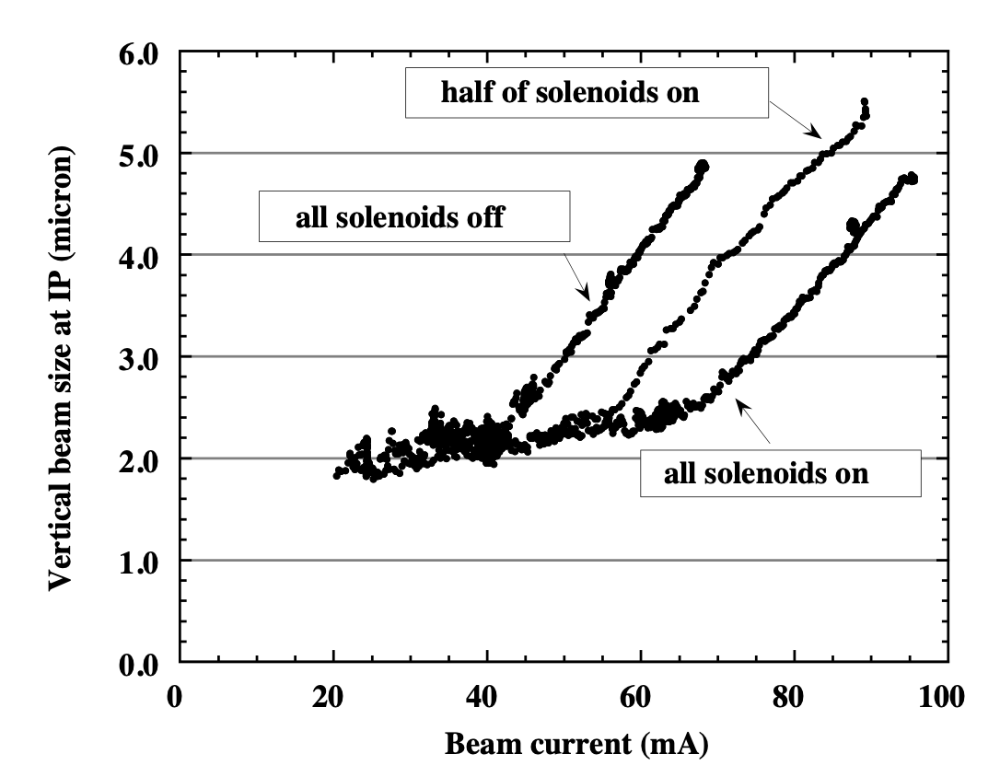 6.0
half of solenoids on
5.0
all solenoids off
4.0
Vertical beam size at IP (micron)
3.0
2.0
all solenoids on
1.0
0.0
0 20 40 60 80 100
Beam current (mA)